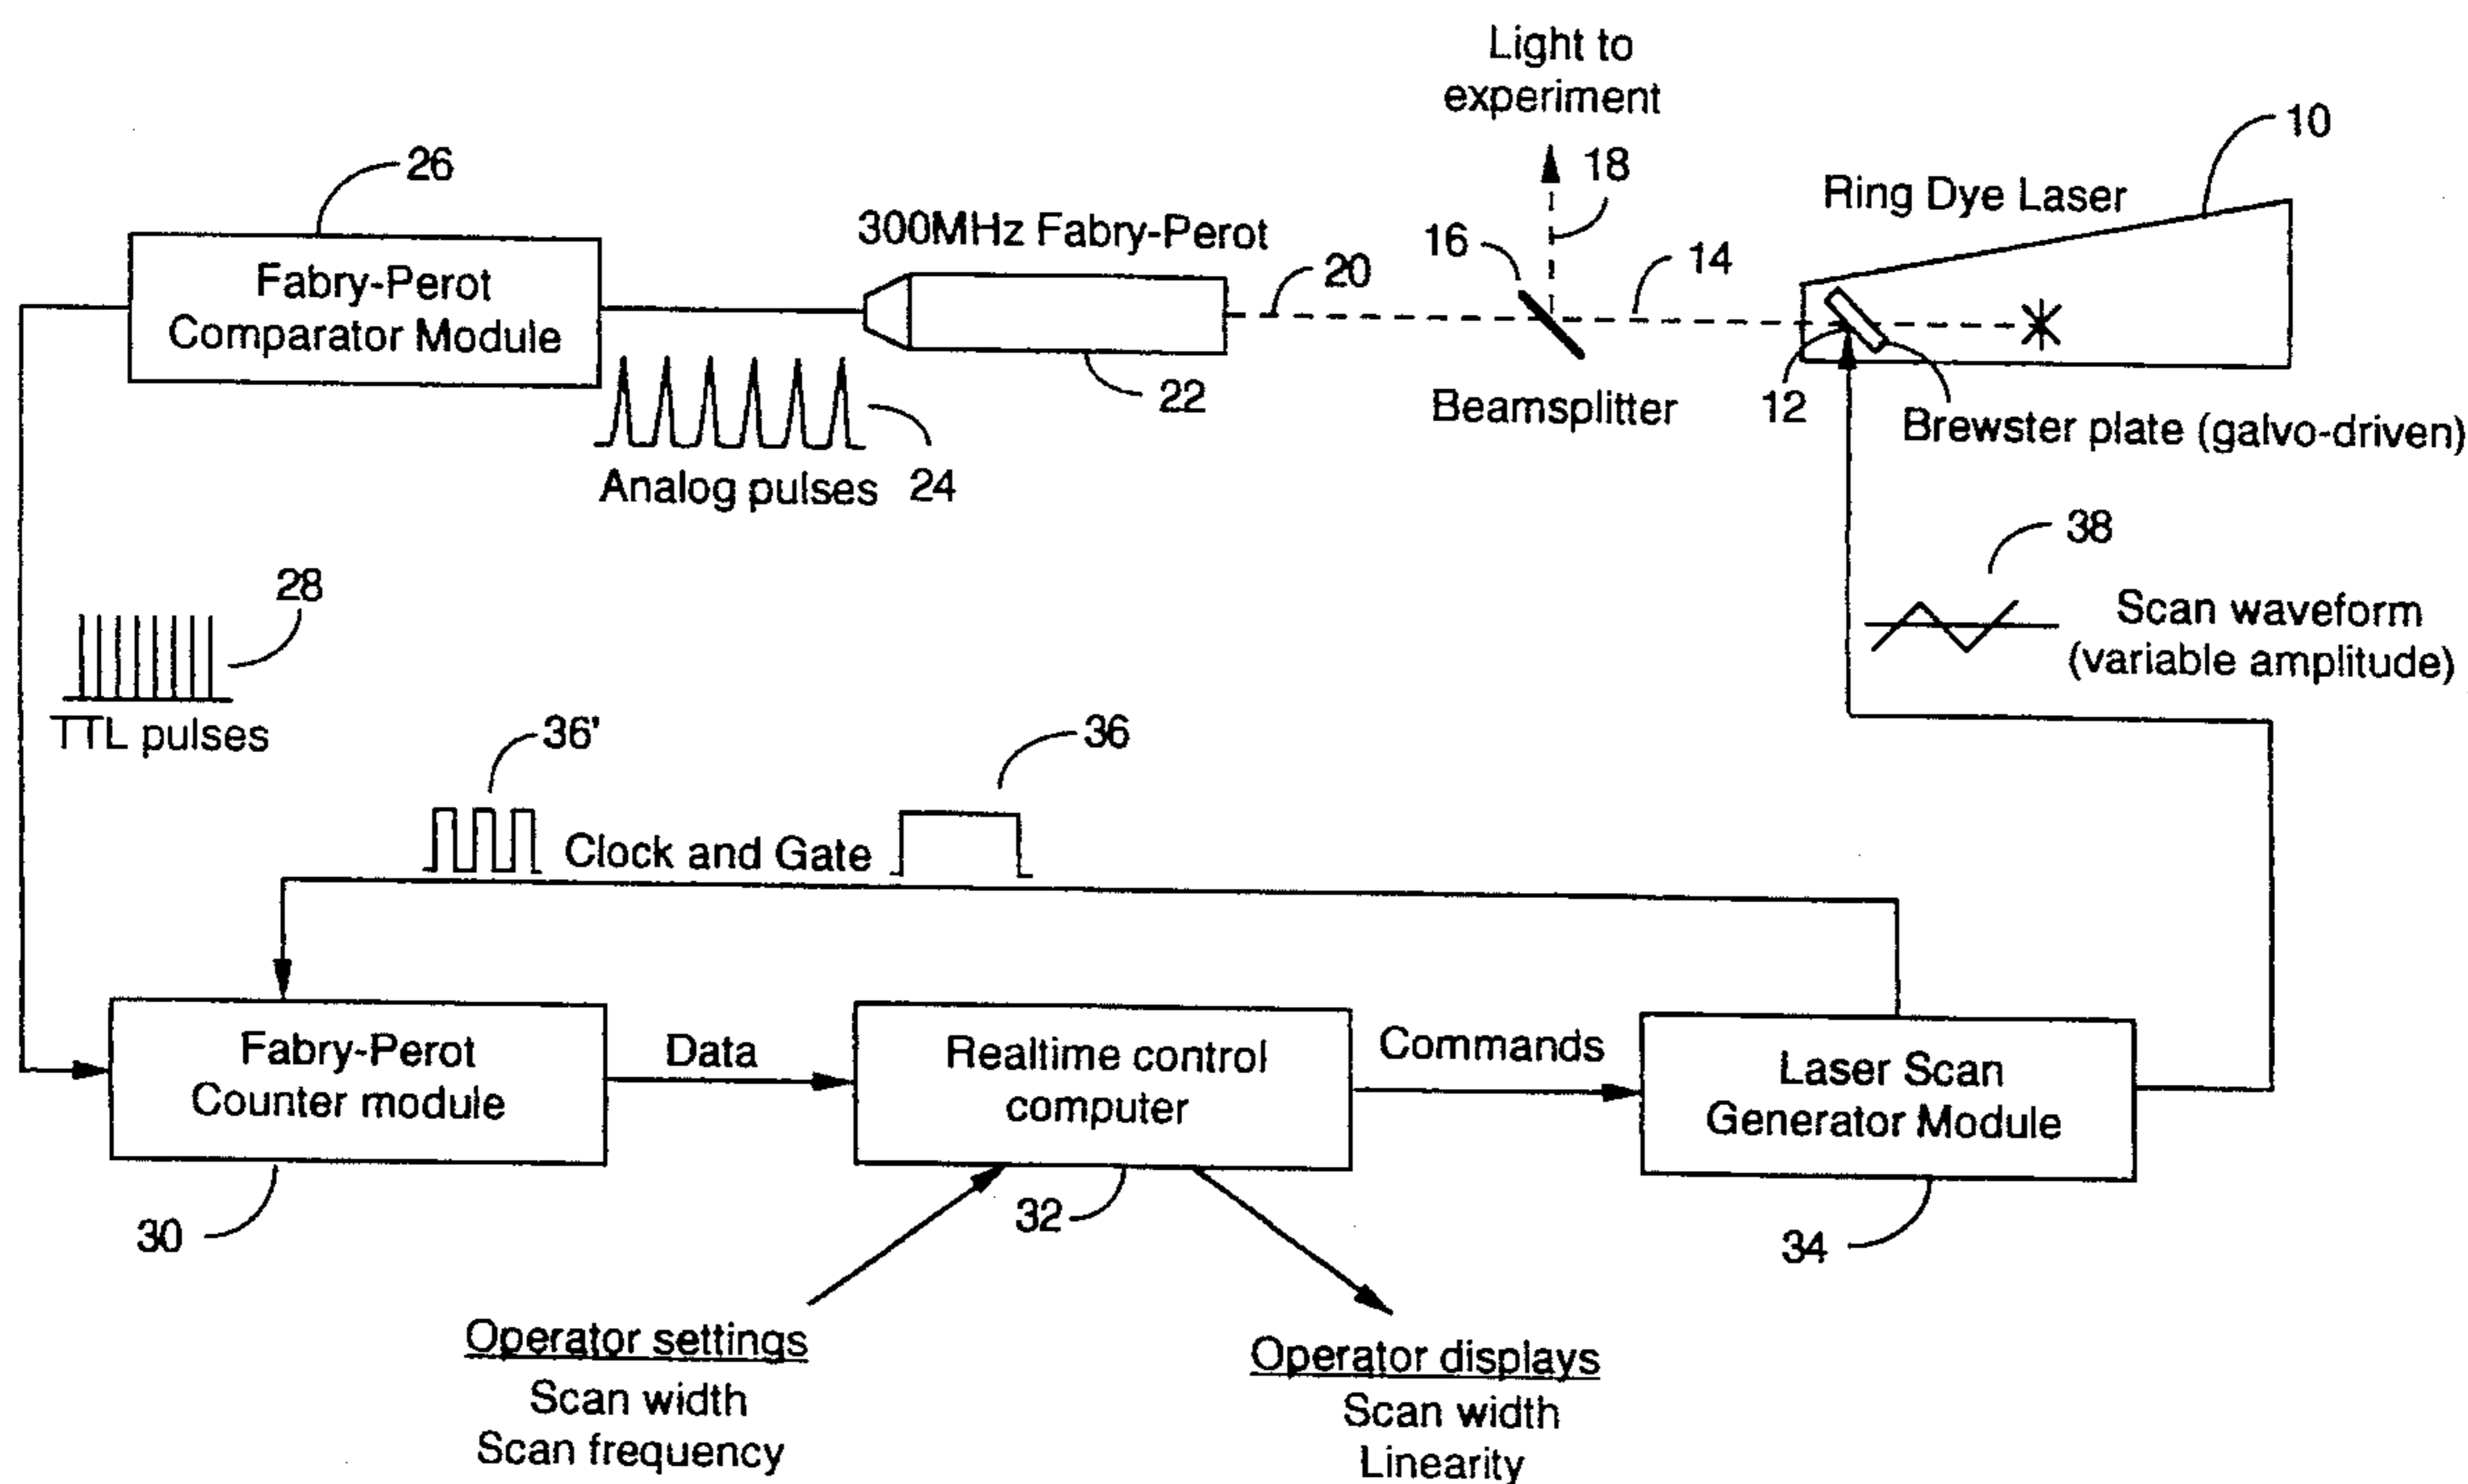 Light to
experiment
10
26
18
Ring Dye Laser
300MHz Fabry-Perot
16
14
20
Fabry-Perot
Comparator Module
22
Beamsplitter
12
Brewster plate (galvo-driven)
Analog pulses 24
38
28
Scan waveform
(variable amplitude)
TTL pulses
36'
36
Clock and Gate
Fabry-Perot
Counter module
Data
Realtime control
computer
Commands
Laser Scan
Generator Module
30
32
34
Operator settings
Scan width
Scan frequency
Operator displays
Scan width
Linearity